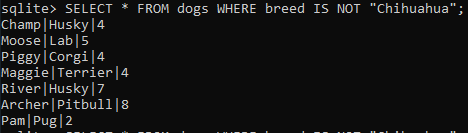 sqlite> SELECT * FROM dogs WHERE breed IS NOT "Chihuahua";
Champ|Husky|4
Moose|Lab|5
Piggy|Corgi|4
Maggie|Terrier|4
River|Husky|7
Archer|Pitbull|8
Pam|Pug|2